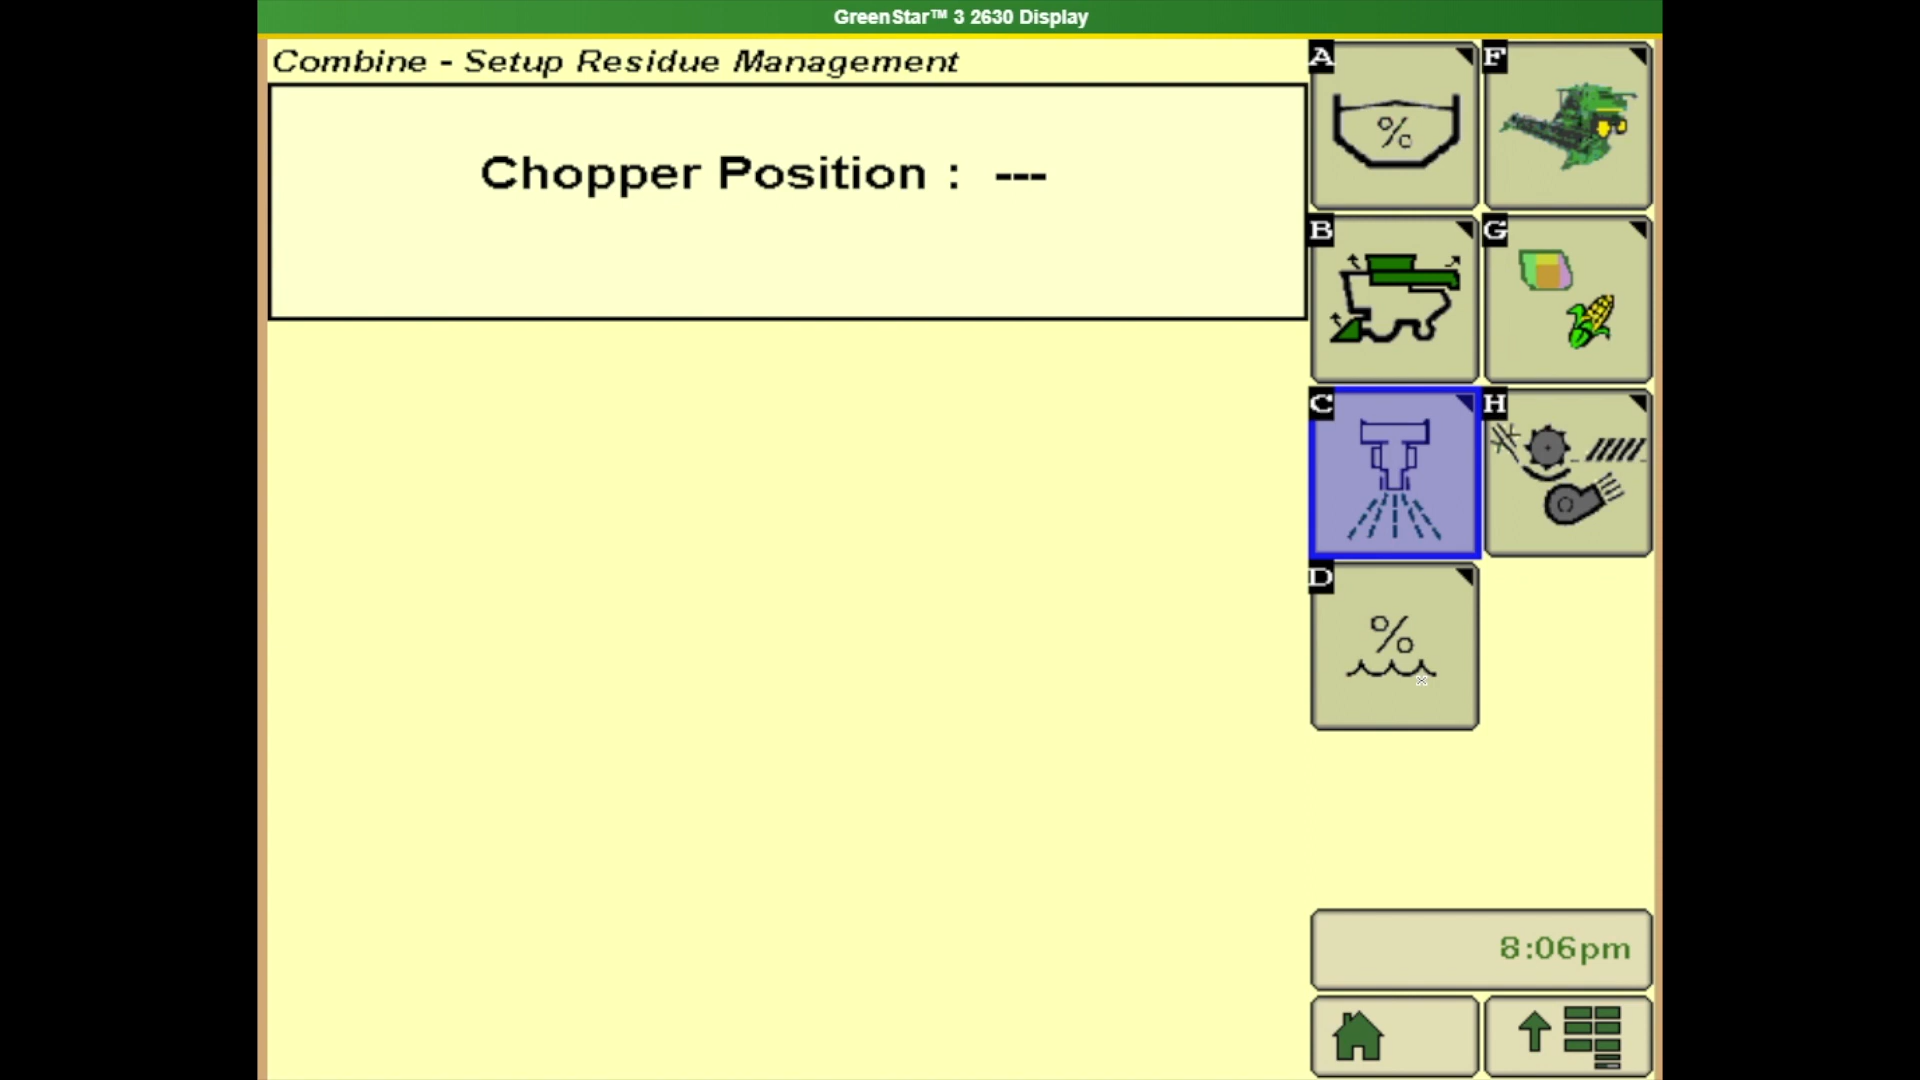 GreenStar™ 3 2630 Display
Combine - Setup Residue Management
Chopper Position : ---
A
F
%
B
G
C
H
D
%
8:06pm